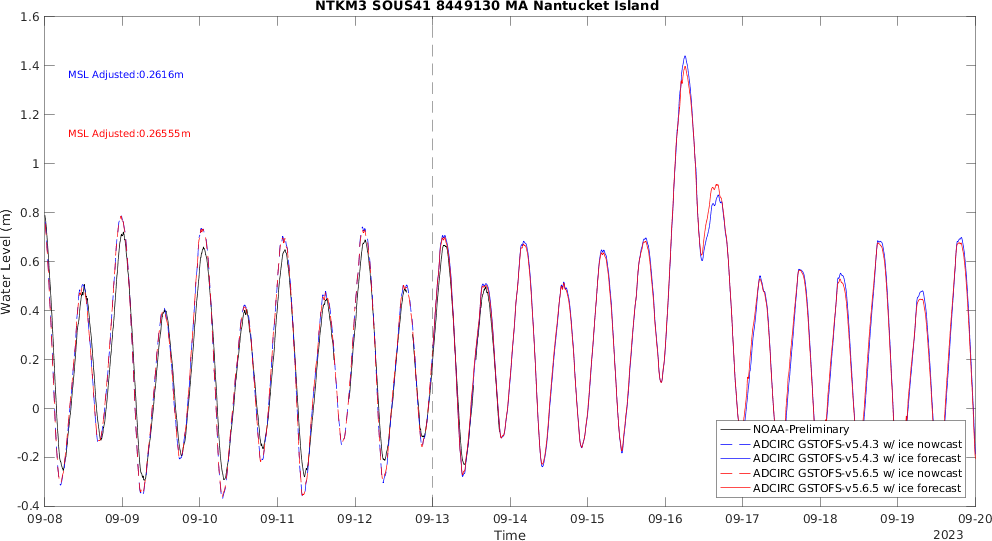 NTKM3 SOUS41 8449130 MA Nantucket Island
1.6
1.4
1.2
1
0.8
0.6
0.4
0.2
0
-0.2
-0.4
Water Level (m)
MSL Adjusted:0.2616m
MSL Adjusted:0.26555m
NOAA-Preliminary
ADCIRC GSTOFS-v5.4.3 w/ ice nowcast
ADCIRC GSTOFS-v5.4.3 w/ ice forecast
ADCIRC GSTOFS-v5.6.5 w/ ice nowcast
ADCIRC GSTOFS-v5.6.5 w/ ice forecast
09-08 09-09 09-10 09-11 09-12 09-13 09-14 09-15 09-16 09-17 09-18 09-19 09-20
Time
2023